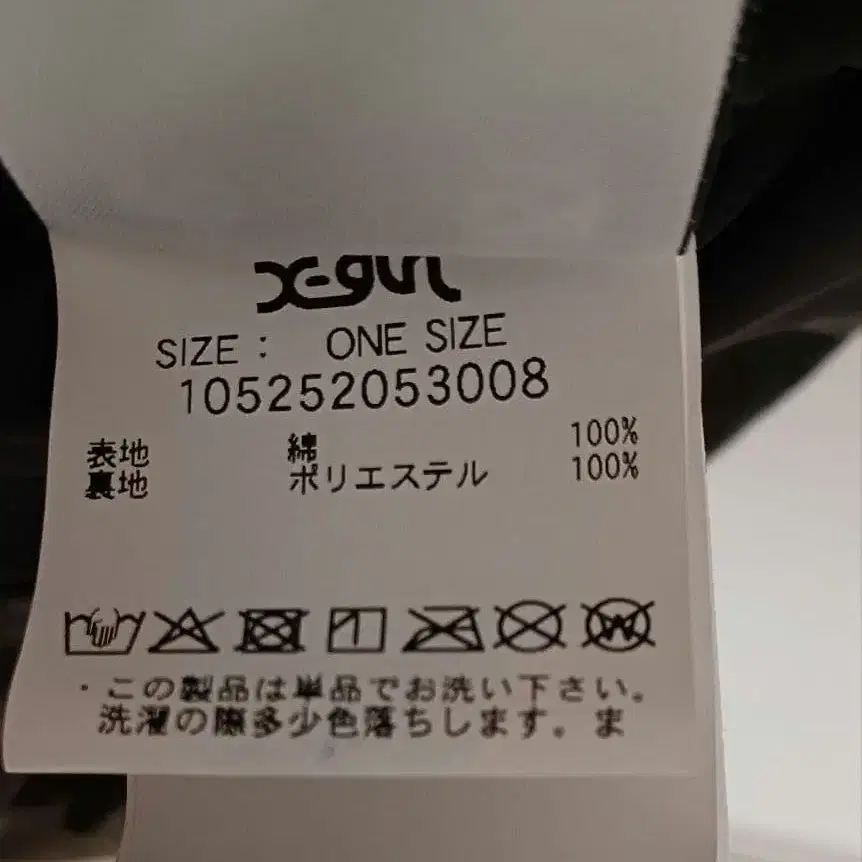 X-girl
SIZE : ONE SIZE
105252053008
表地 綿 100%
裏地 ポリエステル 100%
・この製品は単品でお洗い下さい。
洗濯の際多少色落ちします。ま